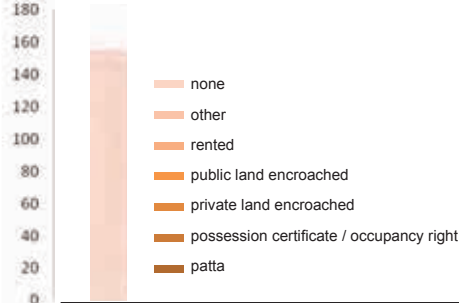 180
160
140
120
100
80
60
40
20
0
none
other
rented
public land encroached
private land encroached
possession certificate / occupancy right
patta